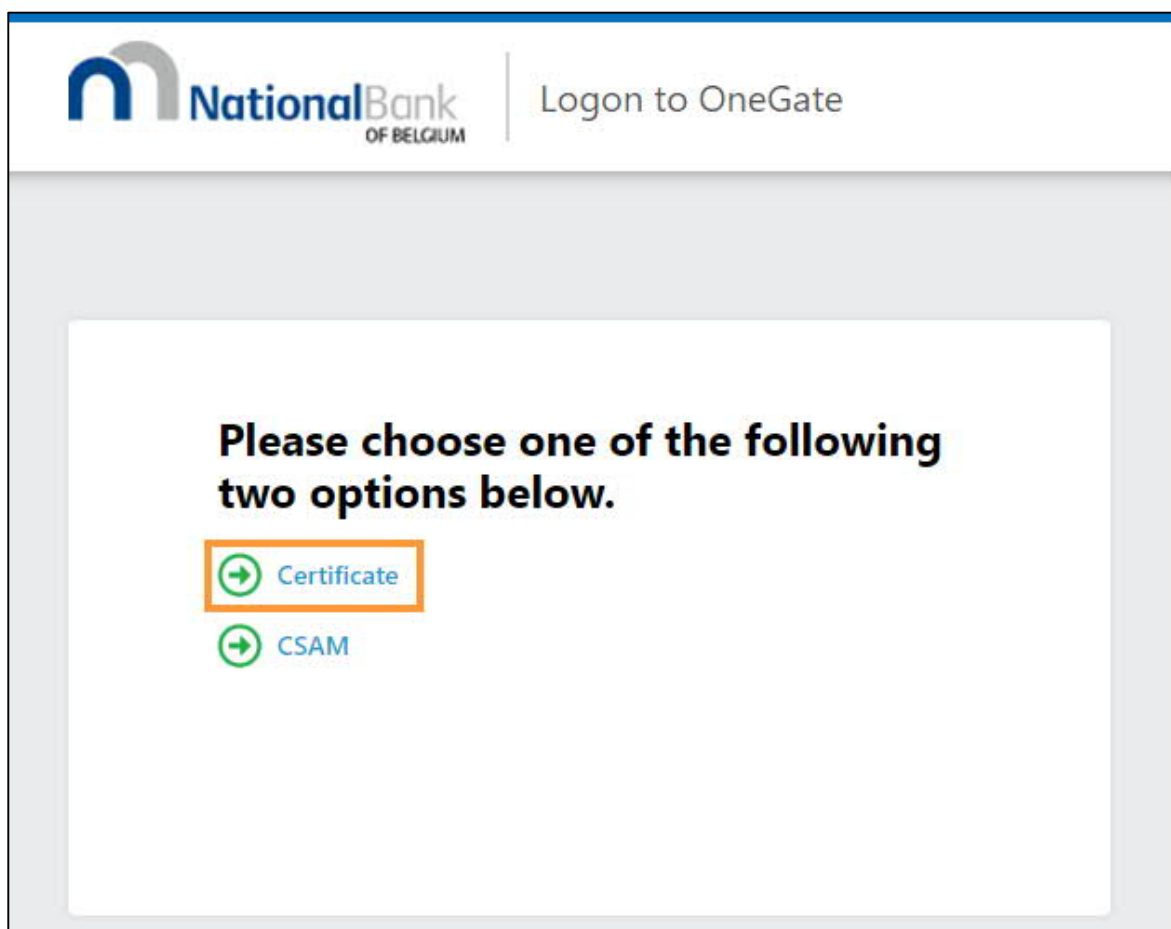 NationalBank
OF BELGIUM
Logon to OneGate
Please choose one of the following
two options below.
Certificate
CSAM